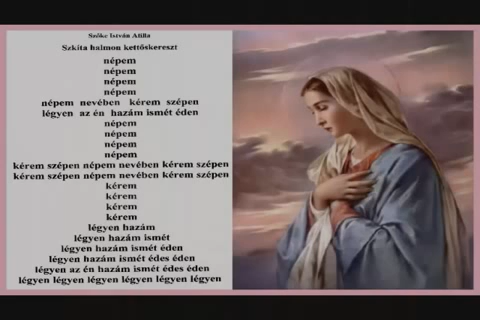 Szőke István Atilla
Szkíta halmon kettőskereszt
népem
népem
népem
népem
népem nevében kérem szépen
légyen az én hazám ismét éden
népem
népem
népem
népem
kérem szépen népem nevében kérem szépen
kérem szépen népem nevében kérem szépen
kérem
kérem
kérem
kérem
légyen hazám
légyen hazám ismét
légyen hazám ismét éden
légyen hazám ismét édes éden
légyen az én hazám ismét édes éden
légyen légyen légyen légyen légyen légyen